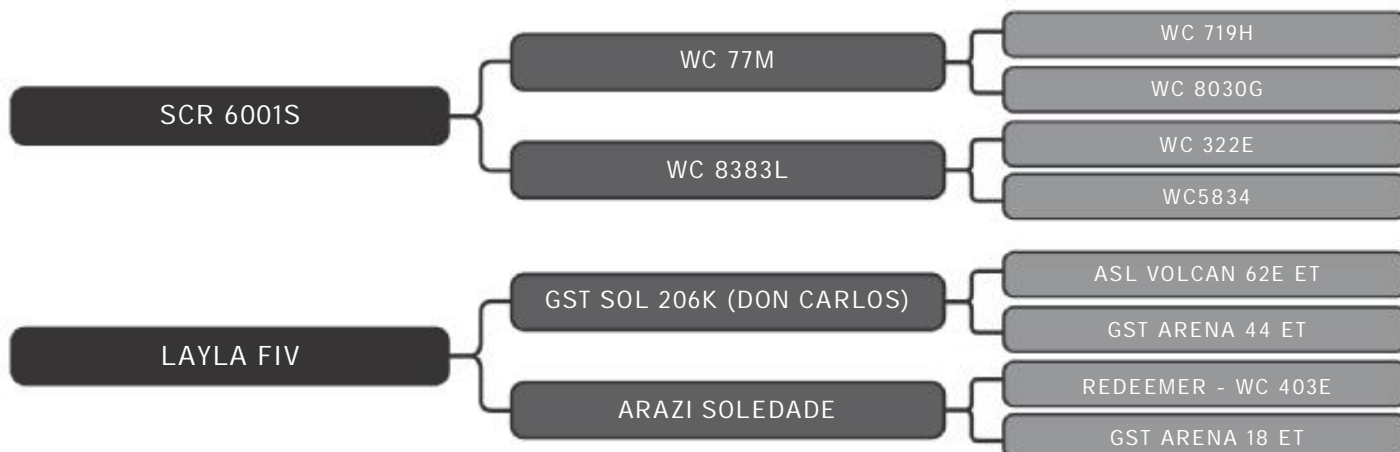 SCR 6001S
WC 77M
WC 8383L
WC 719H
WC 8030G
WC 322E
WC5834
LAYLA FIV
GST SOL 206K (DON CARLOS)
ARAZI SOLEDADE
ASL VOLCAN 62E ET
GST ARENA 44 ET
REDEEMER - WC 403E
GST ARENA 18 ET